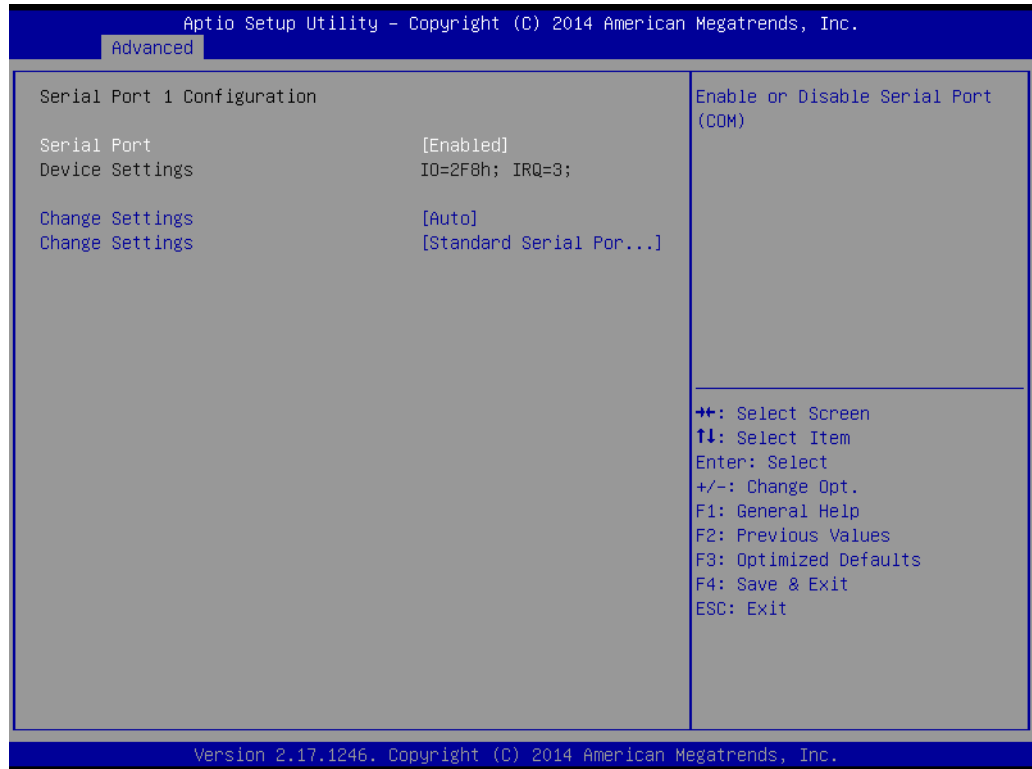 Aptio Setup Utility – Copyright (C) 2014 American Megatrends, Inc.
Advanced
Serial Port 1 Configuration
Serial Port [Enabled]
Device Settings IO=2F8h; IRQ=3;
Change Settings [Auto]
Change Settings [Standard Serial Por...]
Enable or Disable Serial Port
(COM)
→←: Select Screen
↑↓: Select Item
Enter: Select
+/-: Change Opt.
F1: General Help
F2: Previous Values
F3: Optimized Defaults
F4: Save & Exit
ESC: Exit
Version 2.17.1246. Copyright (C) 2014 American Megatrends, Inc.